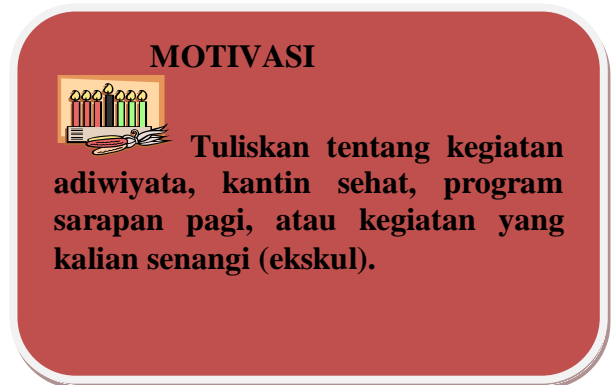 MOTIVASI
Tuliskan tentang kegiatan
adiwiyata, kantin sehat, program
sarapan pagi, atau kegiatan yang
kalian senangi (ekskul).